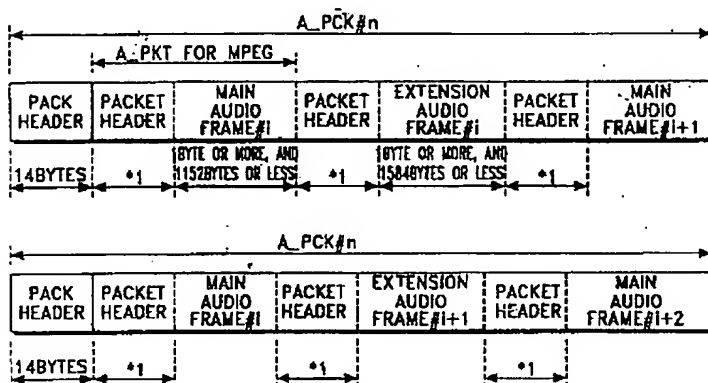 A_PCK#n
A_PKT FOR MPEG
PACK HEADER PACKET HEADER MAIN AUDIO FRAME#i PACKET HEADER EXTENSION AUDIO FRAME#i PACKET HEADER MAIN AUDIO FRAME#i+1
14BYTES *1 1BYTE OR MORE, AND 1152BYTES OR LESS *1 1BYTE OR MORE, AND 1584BYTES OR LESS *1
A_PCK#n
PACK HEADER PACKET HEADER MAIN AUDIO FRAME#i PACKET HEADER EXTENSION AUDIO FRAME#i+1 PACKET HEADER MAIN AUDIO FRAME#i+2
14BYTES *1 *1 *1